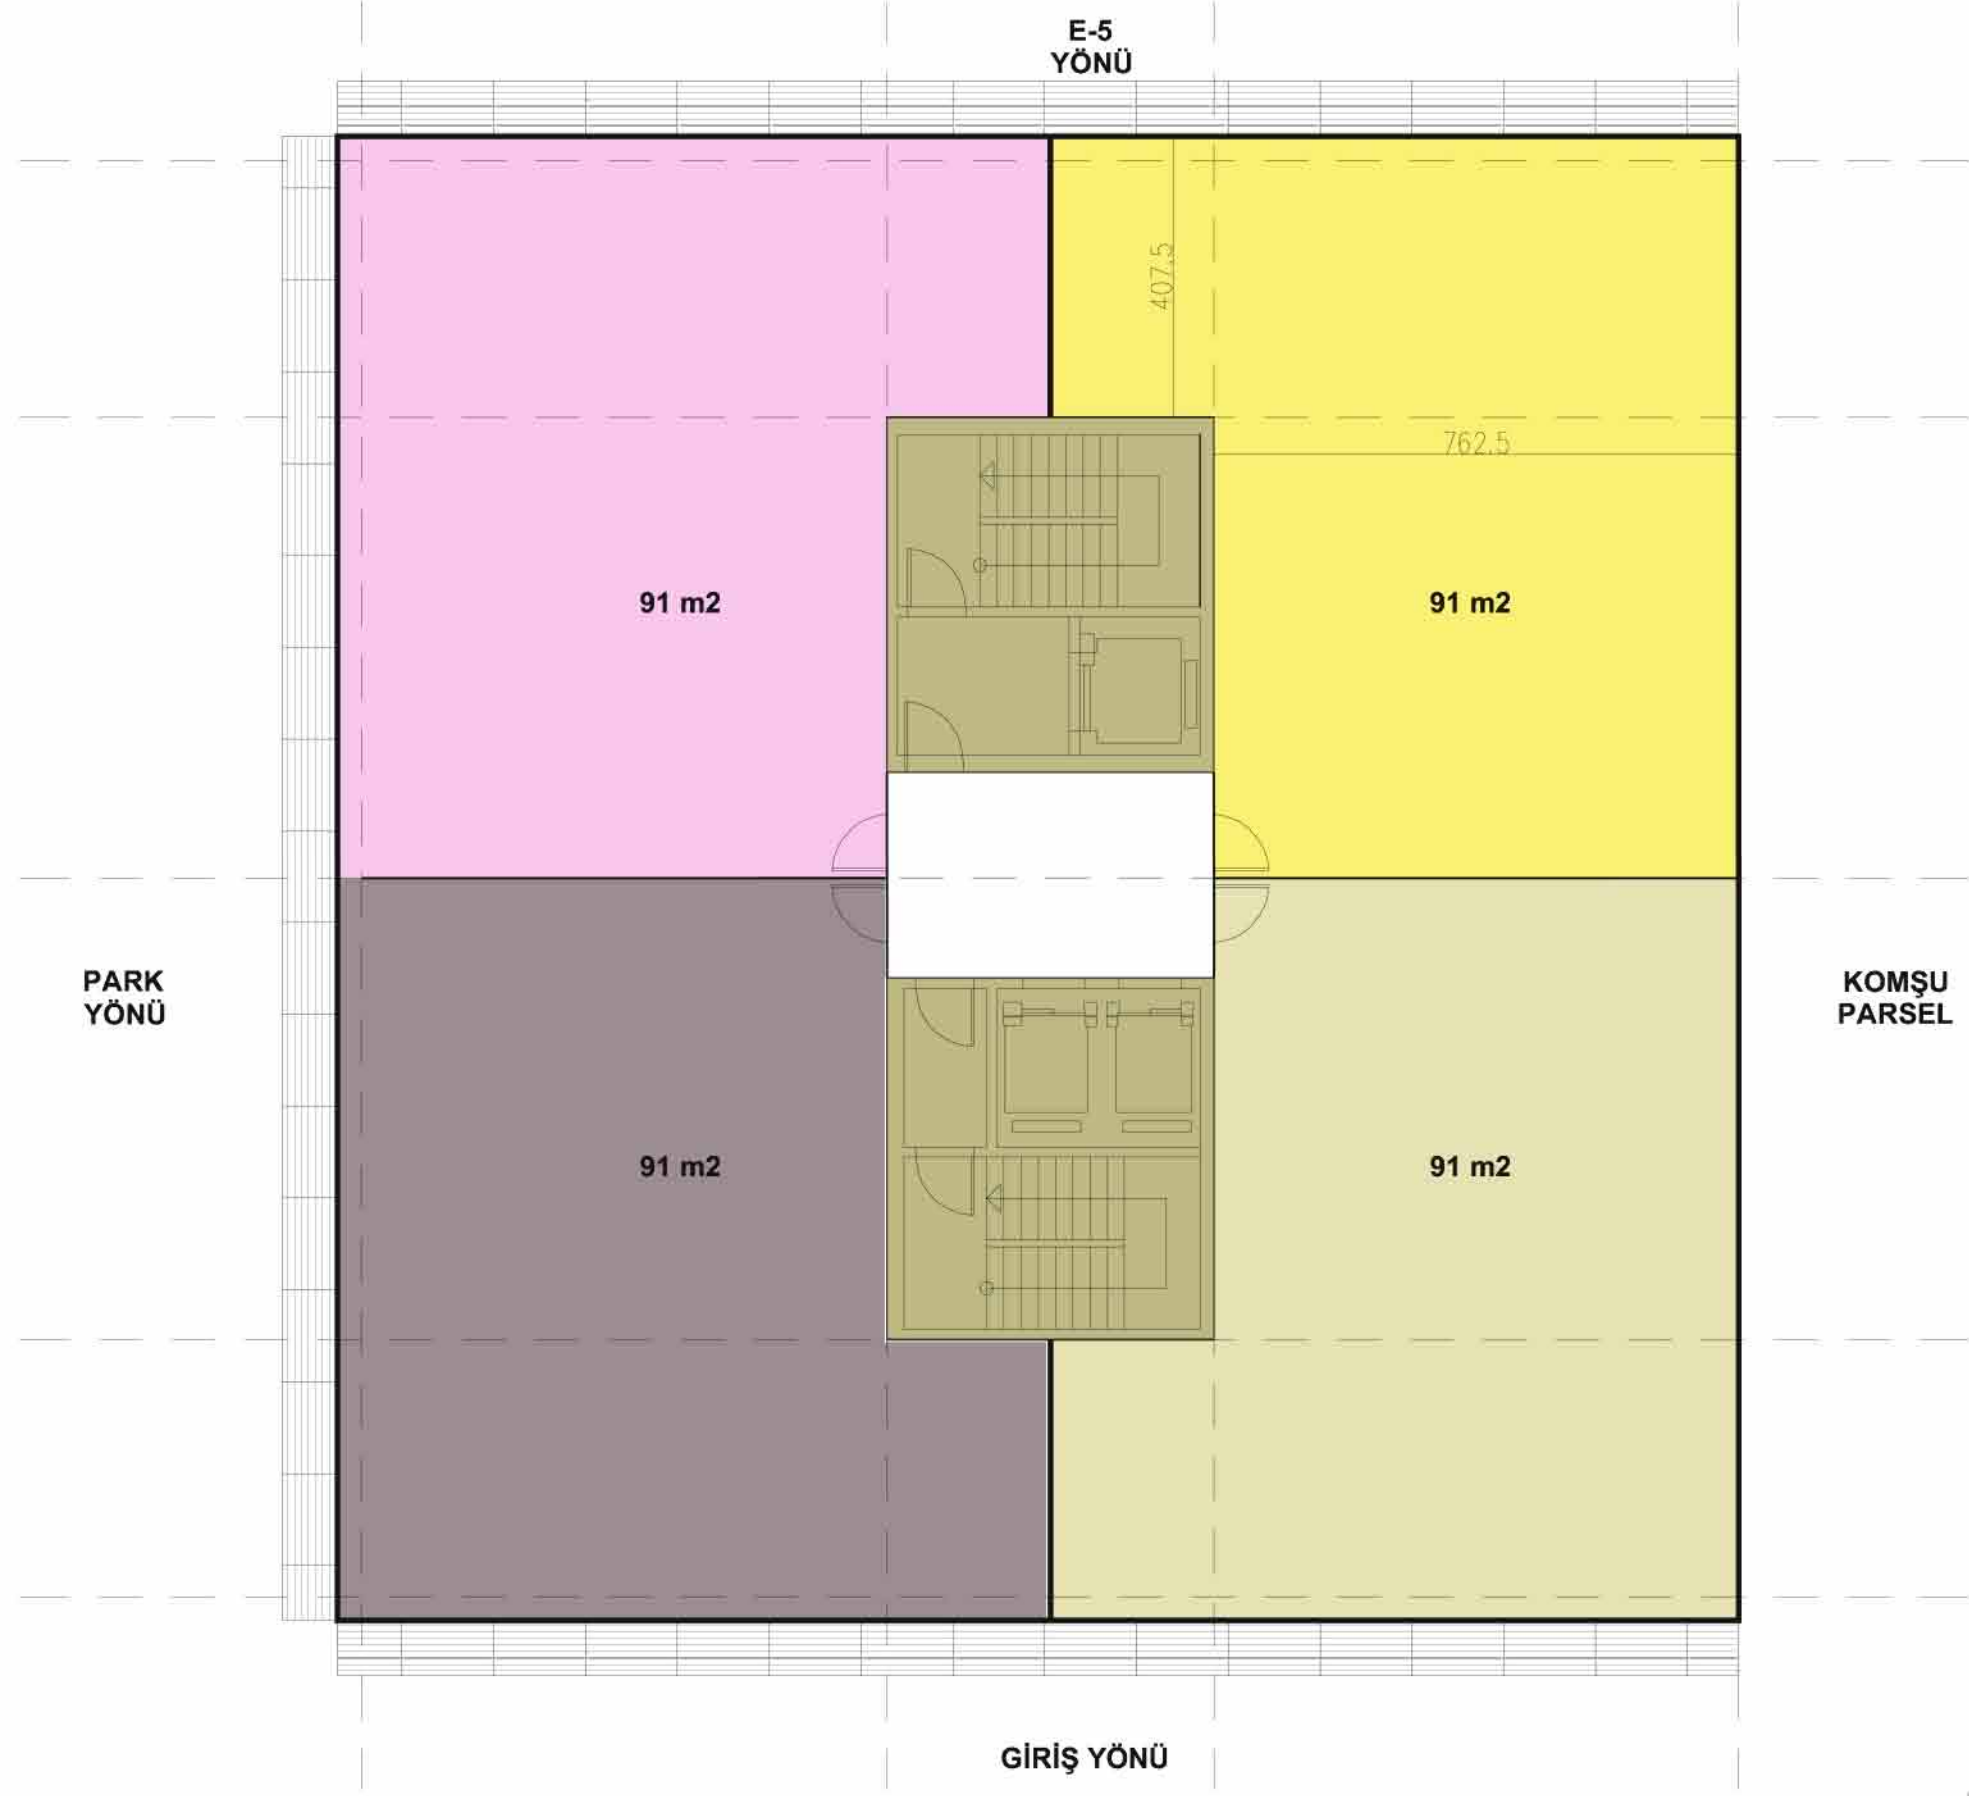 E-5
YÖNÜ
407.5
762.5
91 m2
91 m2
PARK
YÖNÜ
KOMŞU
PARSEL
91 m2
91 m2
GİRİŞ YÖNÜ